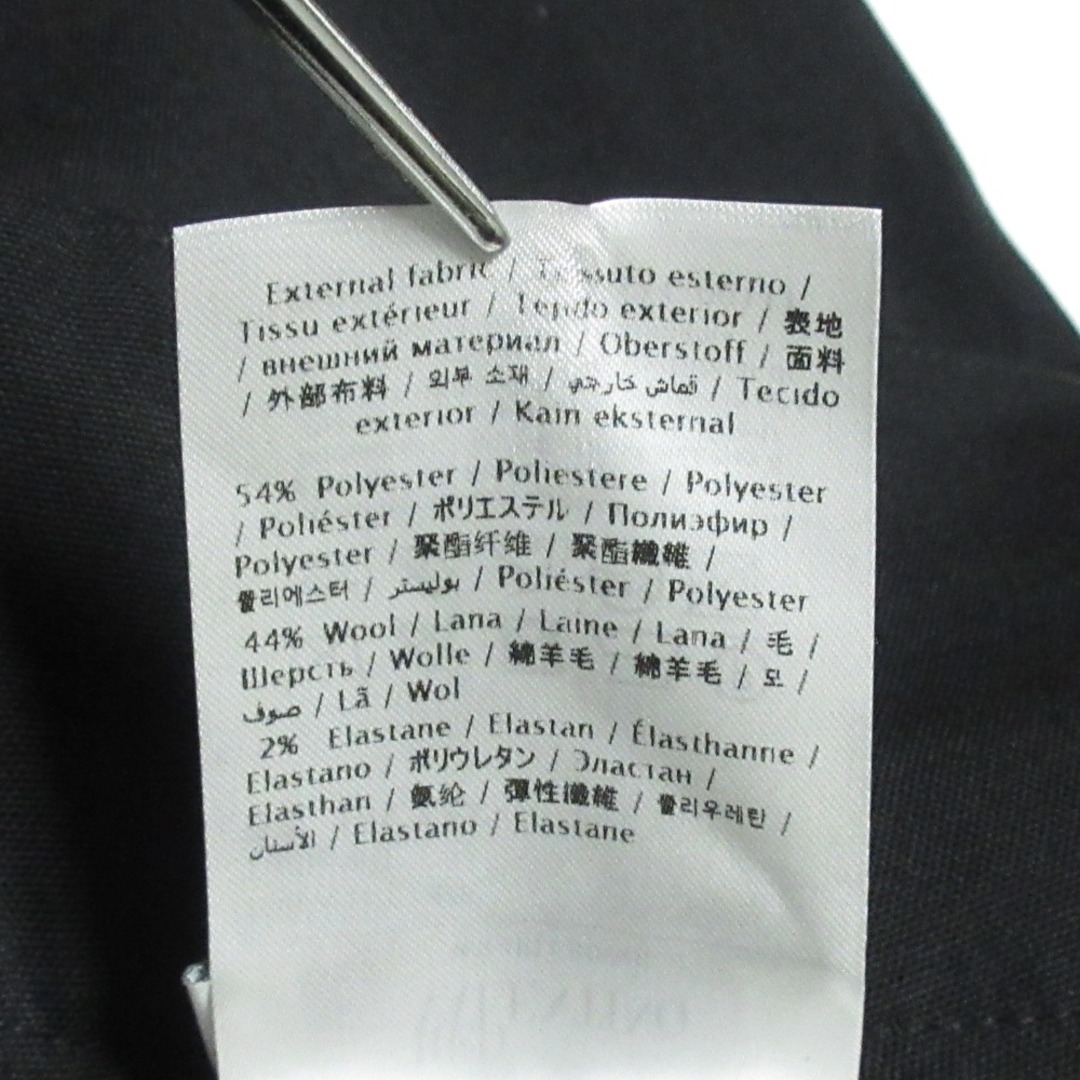 External fabric / Tessuto esterno /
Tissu extérieur / Tejido exterior / 表地
/ внешний материал / Oberstoff / 面料
/ 外部布料 / 외부 소재 / قماش خارجي / Tecido
exterior / Kain eksternal
54% Polyester / Poliestere / Polyester
/ Poliéster / ポリエステル / Полиэфир /
Polyester / 聚酯纤维 / 聚酯纖維 /
폴리에스터 / بوليستر / Poliéster / Polyester
44% Wool / Lana / Laine / Lana / 毛 /
Шерсть / Wolle / 綿羊毛 / 綿羊毛 / 모 /
صوف / Lã / Wol
2% Elastane / Elastan / Élasthanne /
Elastano / ポリウレタン / Эластан /
Elasthan / 氨纶 / 彈性纖維 / 폴리우레탄 /
الأستان / Elastano / Elastane